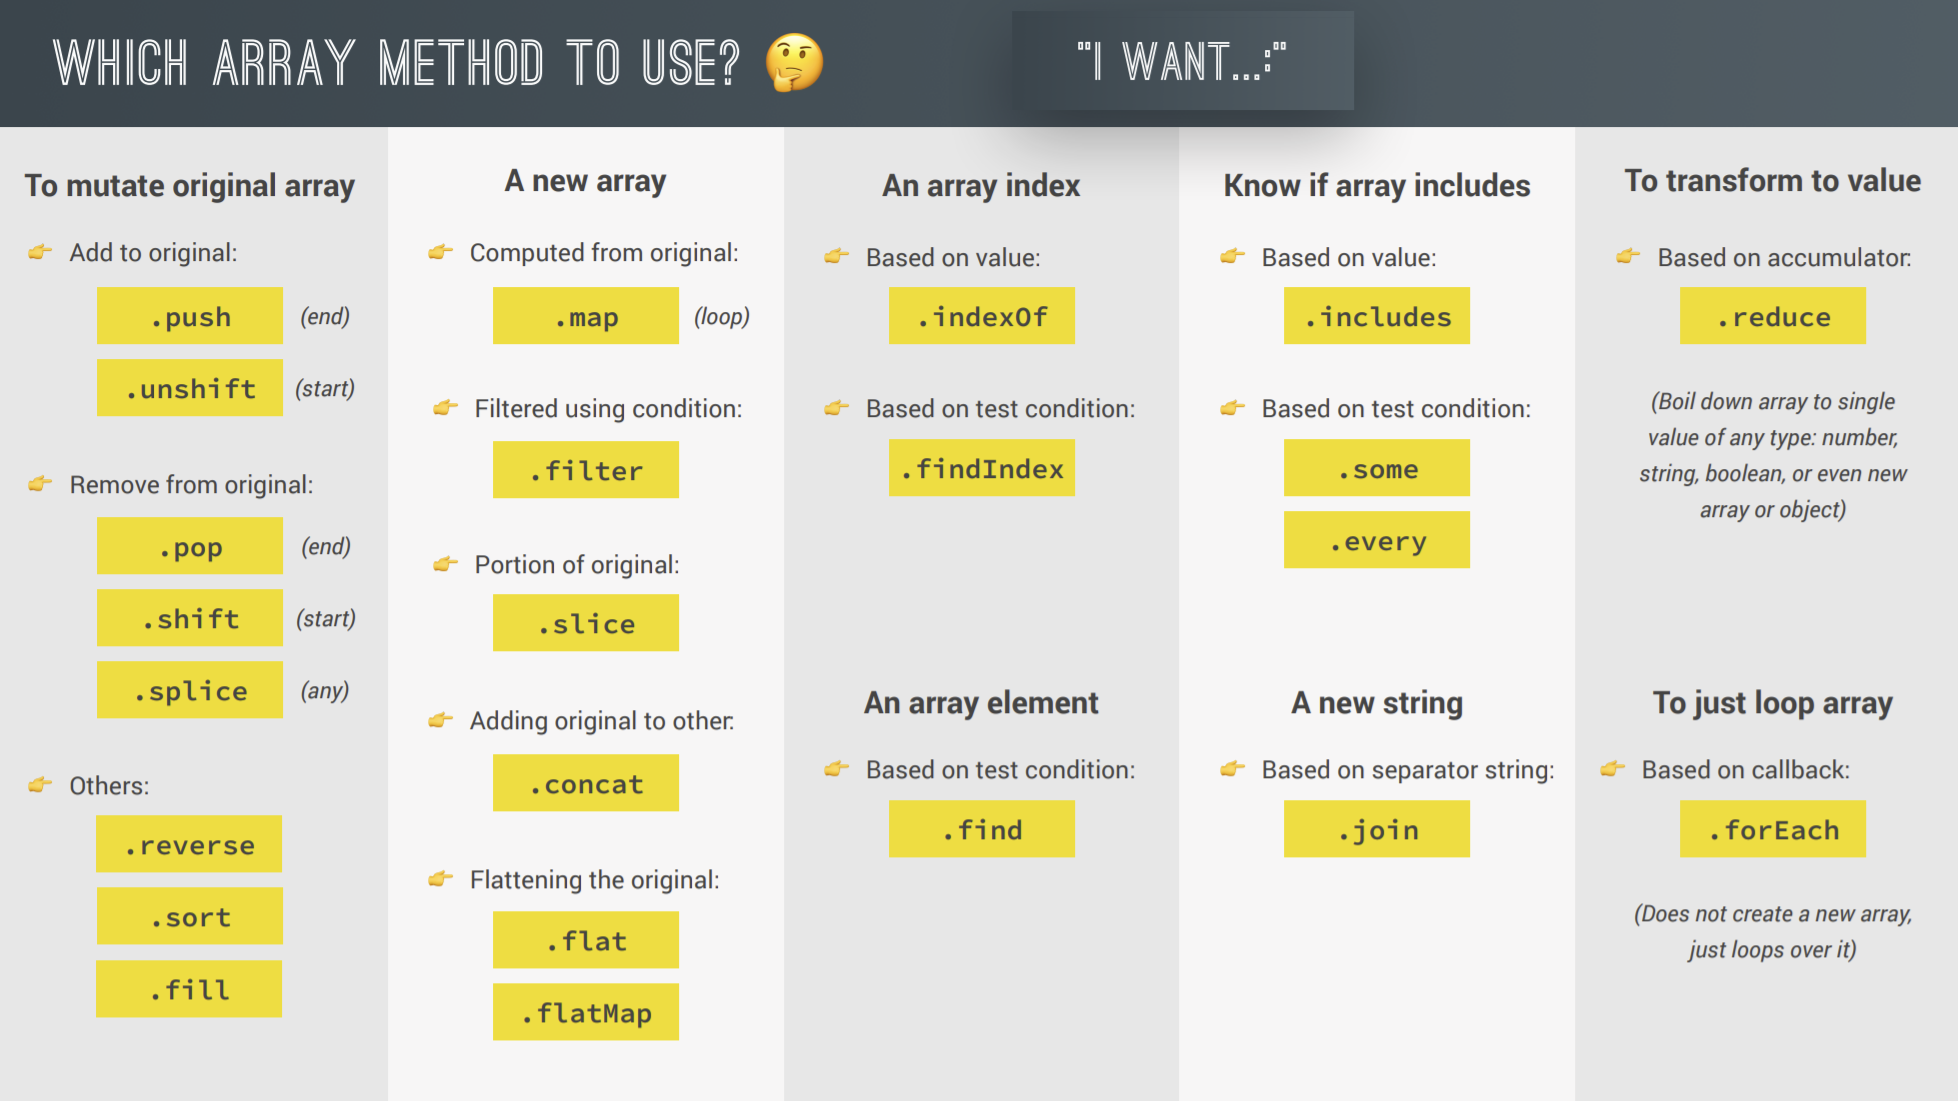 WHICH ARRAY METHOD TO USE? 🤔
"I WANT...:"
To mutate original array
👉 Add to original:
.push (end)
.unshift (start)
👉 Remove from original:
.pop (end)
.shift (start)
.splice (any)
👉 Others:
.reverse
.sort
.fill
A new array
👉 Computed from original:
.map (loop)
👉 Filtered using condition:
.filter
👉 Portion of original:
.slice
👉 Adding original to other:
.concat
👉 Flattening the original:
.flat
.flatMap
An array index
👉 Based on value:
.indexOf
👉 Based on test condition:
.findIndex
An array element
👉 Based on test condition:
.find
Know if array includes
👉 Based on value:
.includes
👉 Based on test condition:
.some
.every
A new string
👉 Based on separator string:
.join
To transform to value
👉 Based on accumulator:
.reduce
(Boil down array to single
value of any type: number,
string, boolean, or even new
array or object)
To just loop array
👉 Based on callback:
.forEach
(Does not create a new array,
just loops over it)